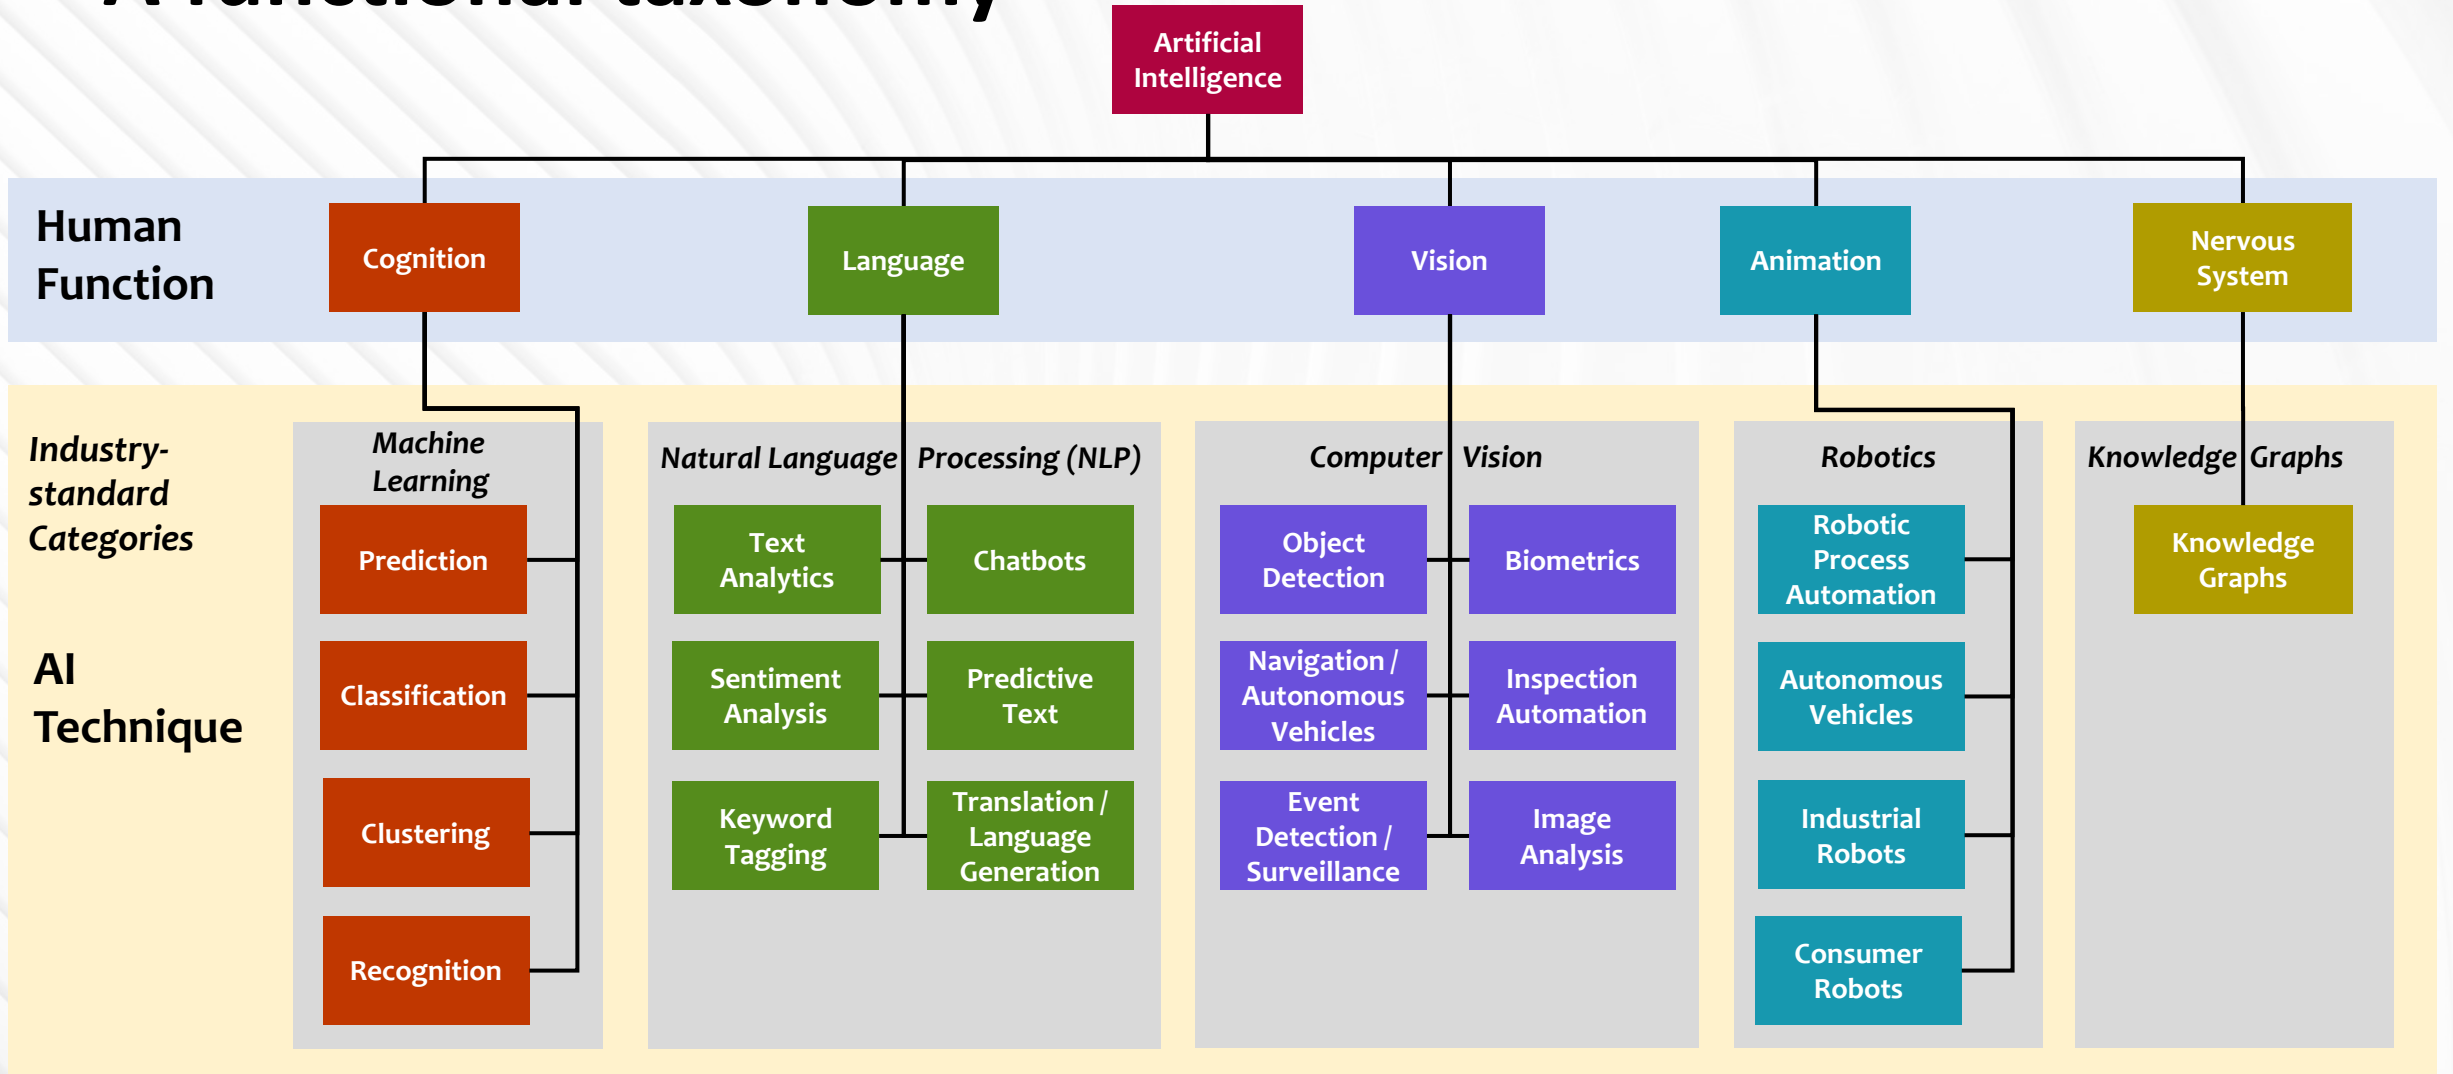 A functional taxonomy
Artificial
Intelligence
Human
Function
Cognition
Language
Vision
Animation
Nervous
System
Industry-
standard
Categories
AI
Technique
Machine
Learning
Prediction
Classification
Clustering
Recognition
Natural Language Processing (NLP)
Text
Analytics
Chatbots
Sentiment
Analysis
Predictive
Text
Keyword
Tagging
Translation /
Language
Generation
Computer Vision
Object
Detection
Biometrics
Navigation /
Autonomous
Vehicles
Inspection
Automation
Event
Detection /
Surveillance
Image
Analysis
Robotics
Robotic
Process
Automation
Autonomous
Vehicles
Industrial
Robots
Consumer
Robots
Knowledge Graphs
Knowledge
Graphs